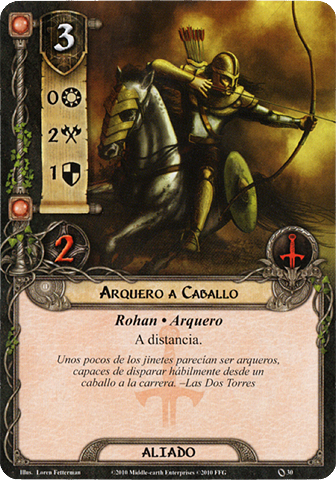 3
0
2
1
2
ARQUERO A CABALLO
Rohan • Arquero
A distancia.
Unos pocos de los jinetes parecían ser arqueros,
capaces de disparar hábilmente desde un
caballo a la carrera. –Las Dos Torres
ALIADO
Illus. Loren Fetterman
©2010 Middle-earth Enterprises ©2010 FFG
30